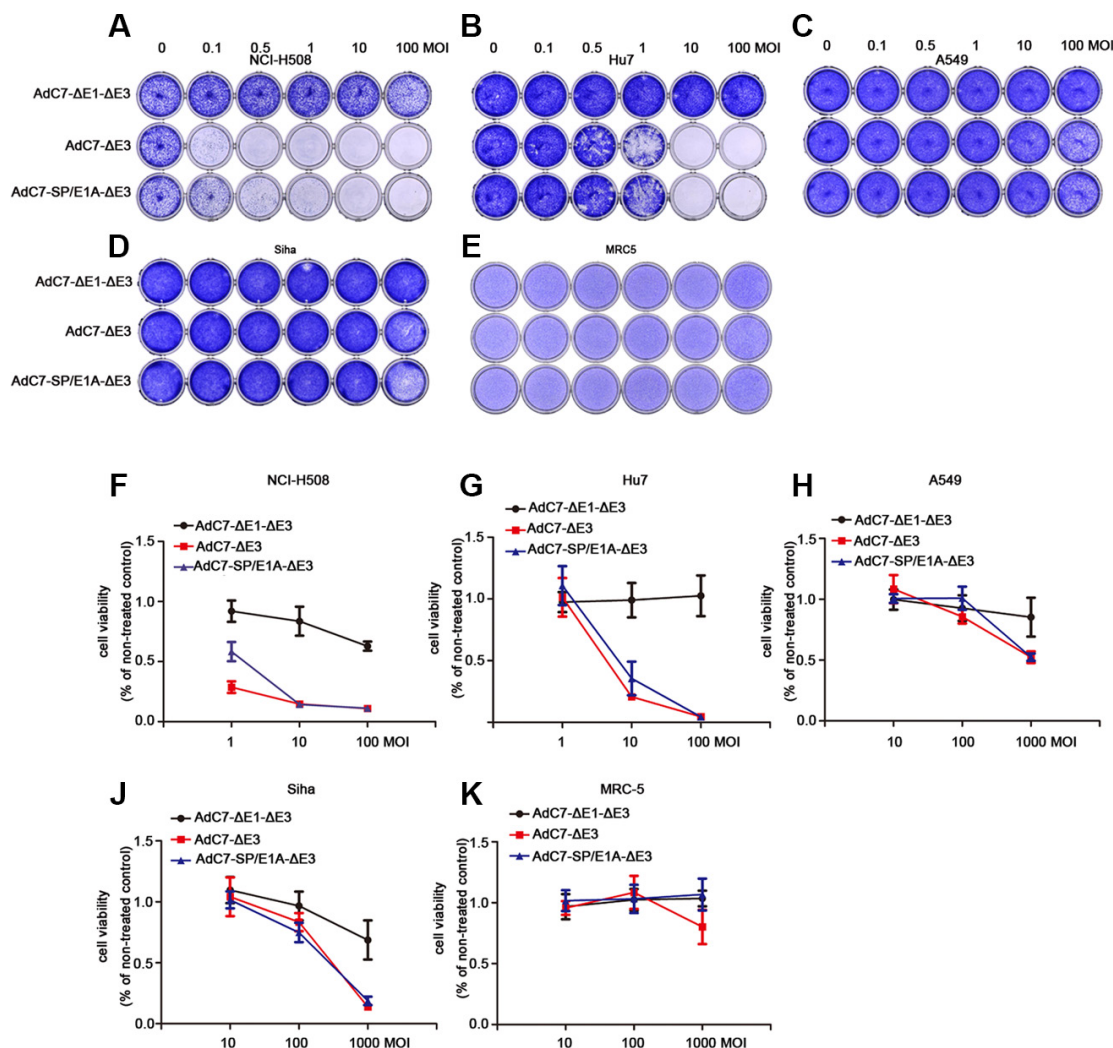 A B C
0 0.1 0.5 1 10 100 MOI 0 0.1 0.5 1 10 100 MOI 0 0.1 0.5 1 10 100 MOI
NCI-H508 Hu7 A549
AdC7-ΔE1-ΔE3
AdC7-ΔE3
AdC7-SP/E1A-ΔE3
D E
Siha MRC5
AdC7-ΔE1-ΔE3
AdC7-ΔE3
AdC7-SP/E1A-ΔE3
F
NCI-H508
AdC7-ΔE1-ΔE3
AdC7-ΔE3
AdC7-SP/E1A-ΔE3
cell viability
(% of non-treated control)
1.5
1.0
0.5
0.0
1 10 100 MOI
G
Hu7
AdC7-ΔE1-ΔE3
AdC7-ΔE3
AdC7-SP/E1A-ΔE3
cell viability
(% of non-treated control)
1.5
1.0
0.5
1 10 100 MOI
H
A549
AdC7-ΔE1-ΔE3
AdC7-ΔE3
AdC7-SP/E1A-ΔE3
cell viability
(% of non-treated control)
1.5
1.0
0.5
0.0
10 100 1000 MOI
J
Siha
AdC7-ΔE1-ΔE3
AdC7-ΔE3
AdC7-SP/E1A-ΔE3
cell viability
(% of non-treated control)
1.5
1.0
0.5
0.0
10 100 1000 MOI
K
MRC-5
AdC7-ΔE1-ΔE3
AdC7-ΔE3
AdC7-SP/E1A-ΔE3
cell viability
(% of non-treated control)
1.5
1.0
0.5
0.0
10 100 1000 MOI